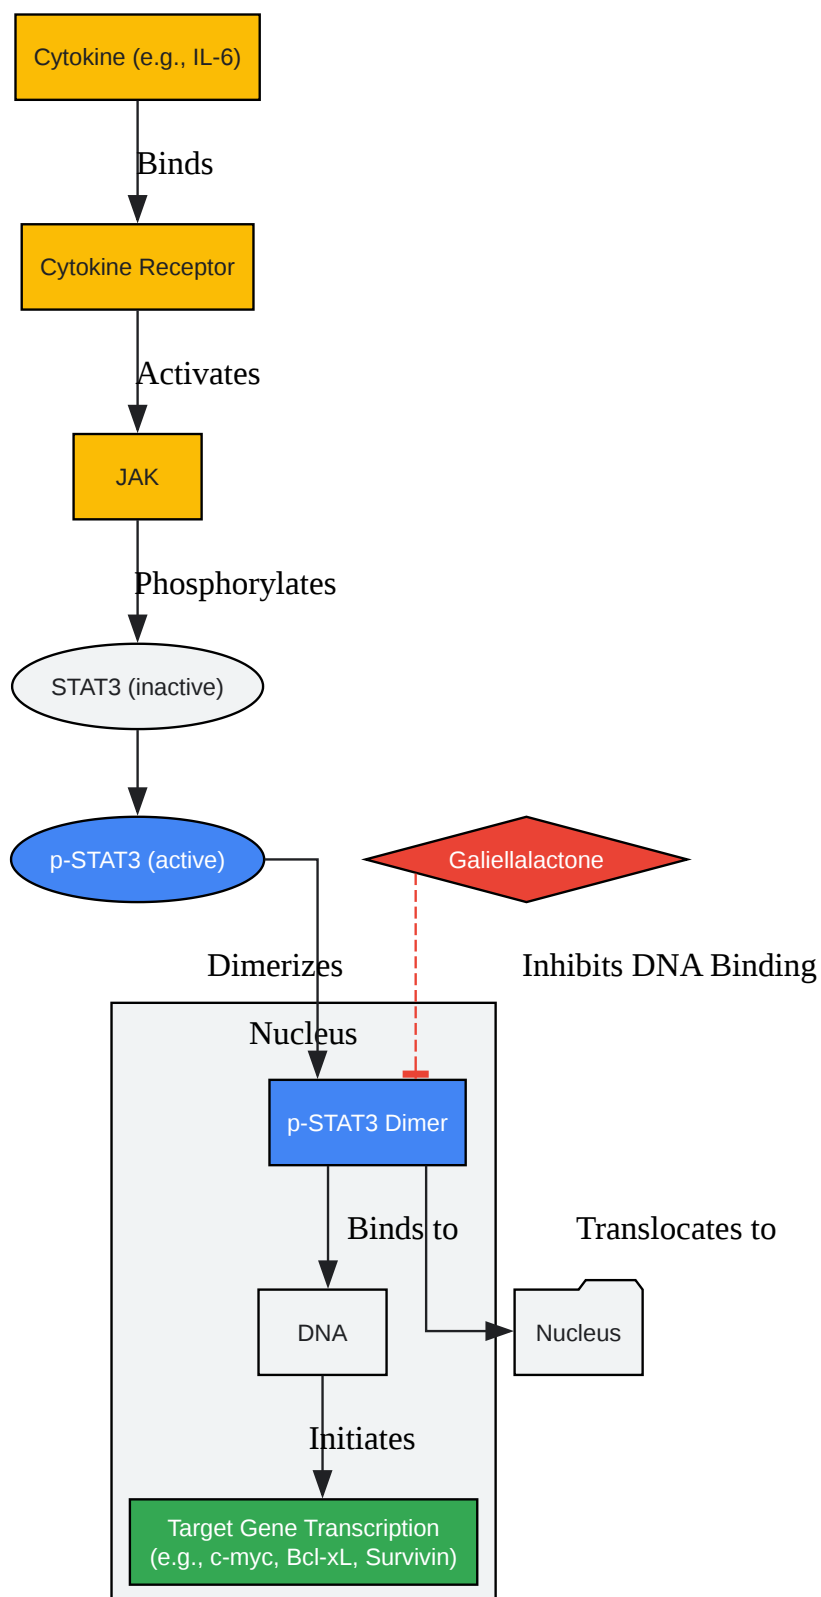 Cytokine (e.g., IL-6)
Binds
Cytokine Receptor
Activates
JAK
Phosphorylates
STAT3 (inactive)
p-STAT3 (active)
Galiellalactone
Dimerizes
Inhibits DNA Binding
Nucleus
p-STAT3 Dimer
Binds to
Translocates to
DNA
Nucleus
Initiates
Target Gene Transcription
(e.g., c-myc, Bcl-xL, Survivin)